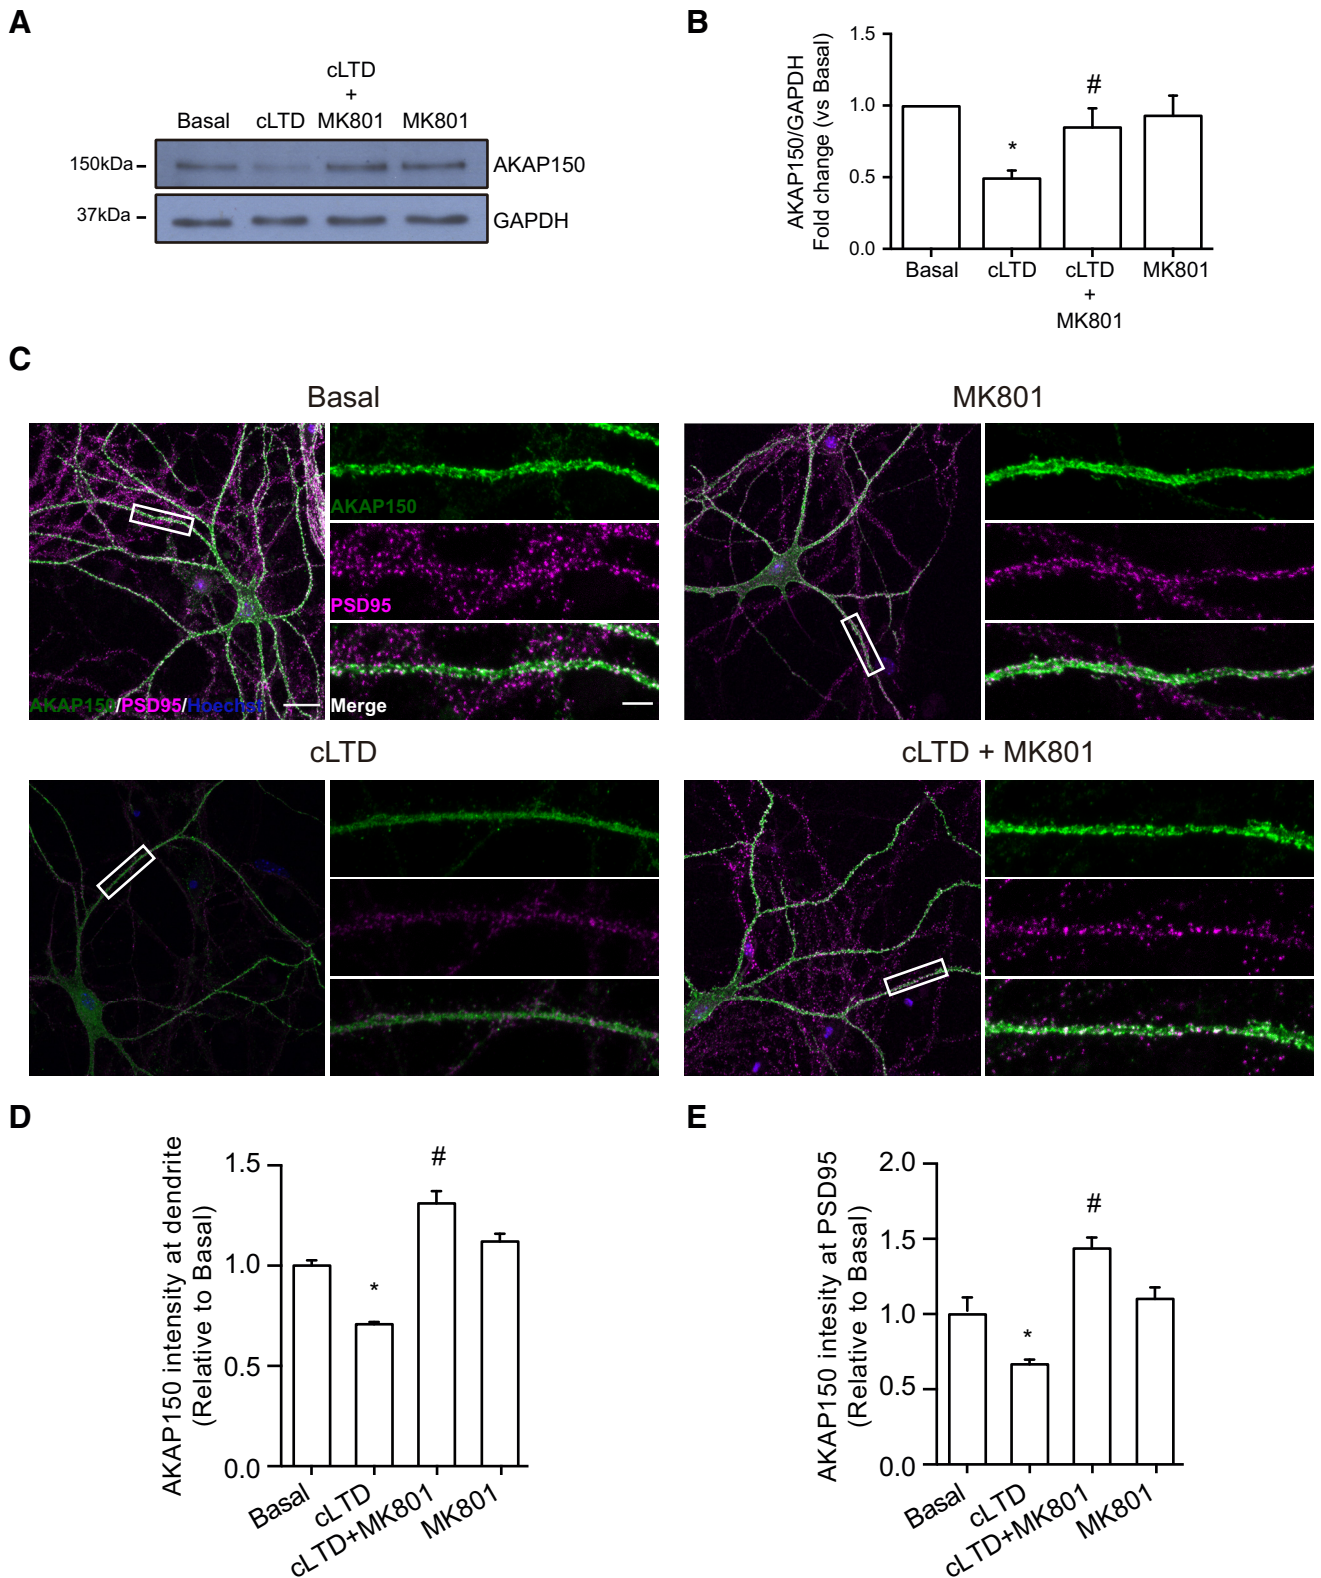 A
cLTD
+
Basal cLTD MK801 MK801
150kDa
AKAP150
37kDa
GAPDH
B
AKAP150/GAPDH
Fold change (vs Basal)
1.5
1.0
0.5
0.0
*
#
Basal cLTD cLTD MK801
+
MK801
C
Basal
AKAP150
PSD95
AKAP150/PSD95/Hoechst
Merge
MK801
cLTD
cLTD + MK801
D
AKAP150 intensity at dendrite
(Relative to Basal)
1.5
1.0
0.5
0.0
*
#
Basal
cLTD
cLTD+MK801
MK801
E
AKAP150 intesity at PSD95
(Relative to Basal)
2.0
1.5
1.0
0.5
0.0
*
#
Basal
cLTD
cLTD+MK801
MK801